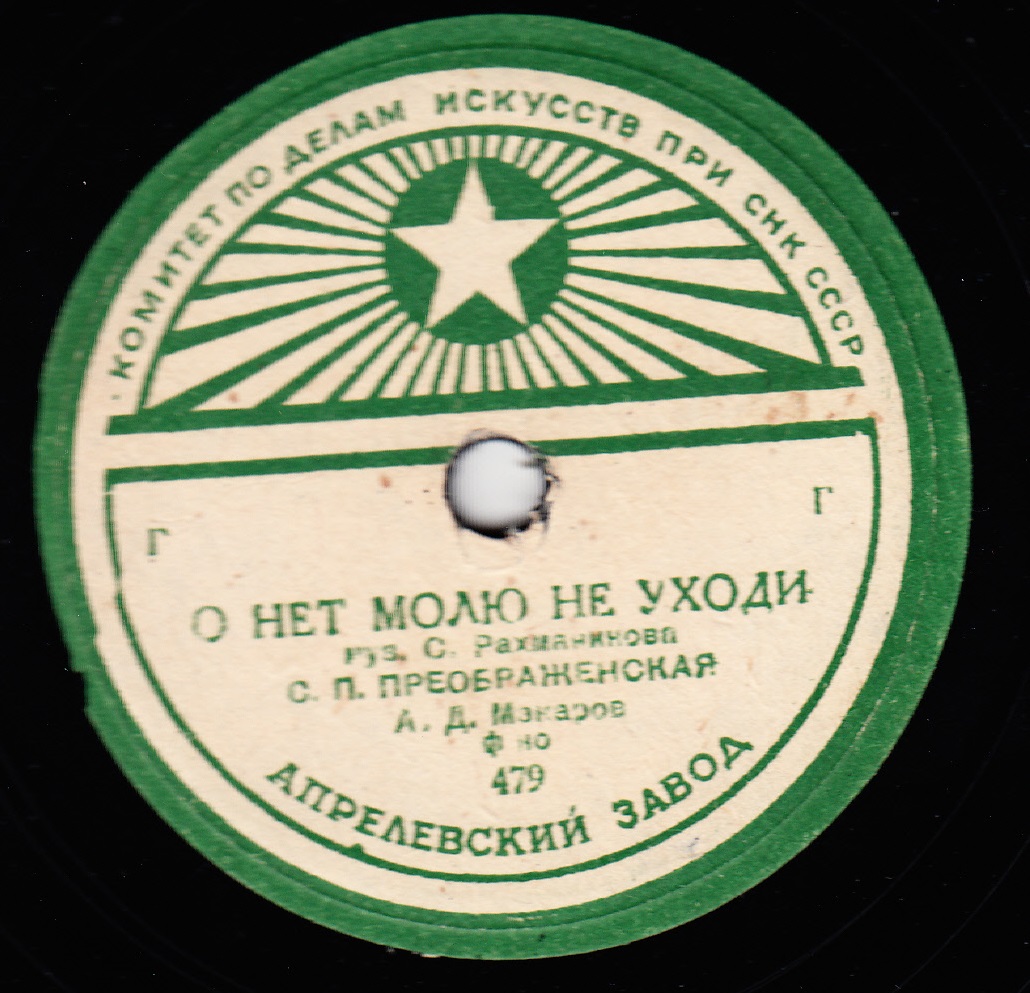 КОМИТЕТ ПО ДЕЛАМ ИСКУССТВ ПРИ СНК СССР
Г Г
О НЕТ МОЛЮ НЕ УХОДИ
муз. С. Рахманинова
С. П. ПРЕОБРАЖЕНСКАЯ
А. Д. Макаров
ф но
479
АПРЕЛЕВСКИЙ ЗАВОД